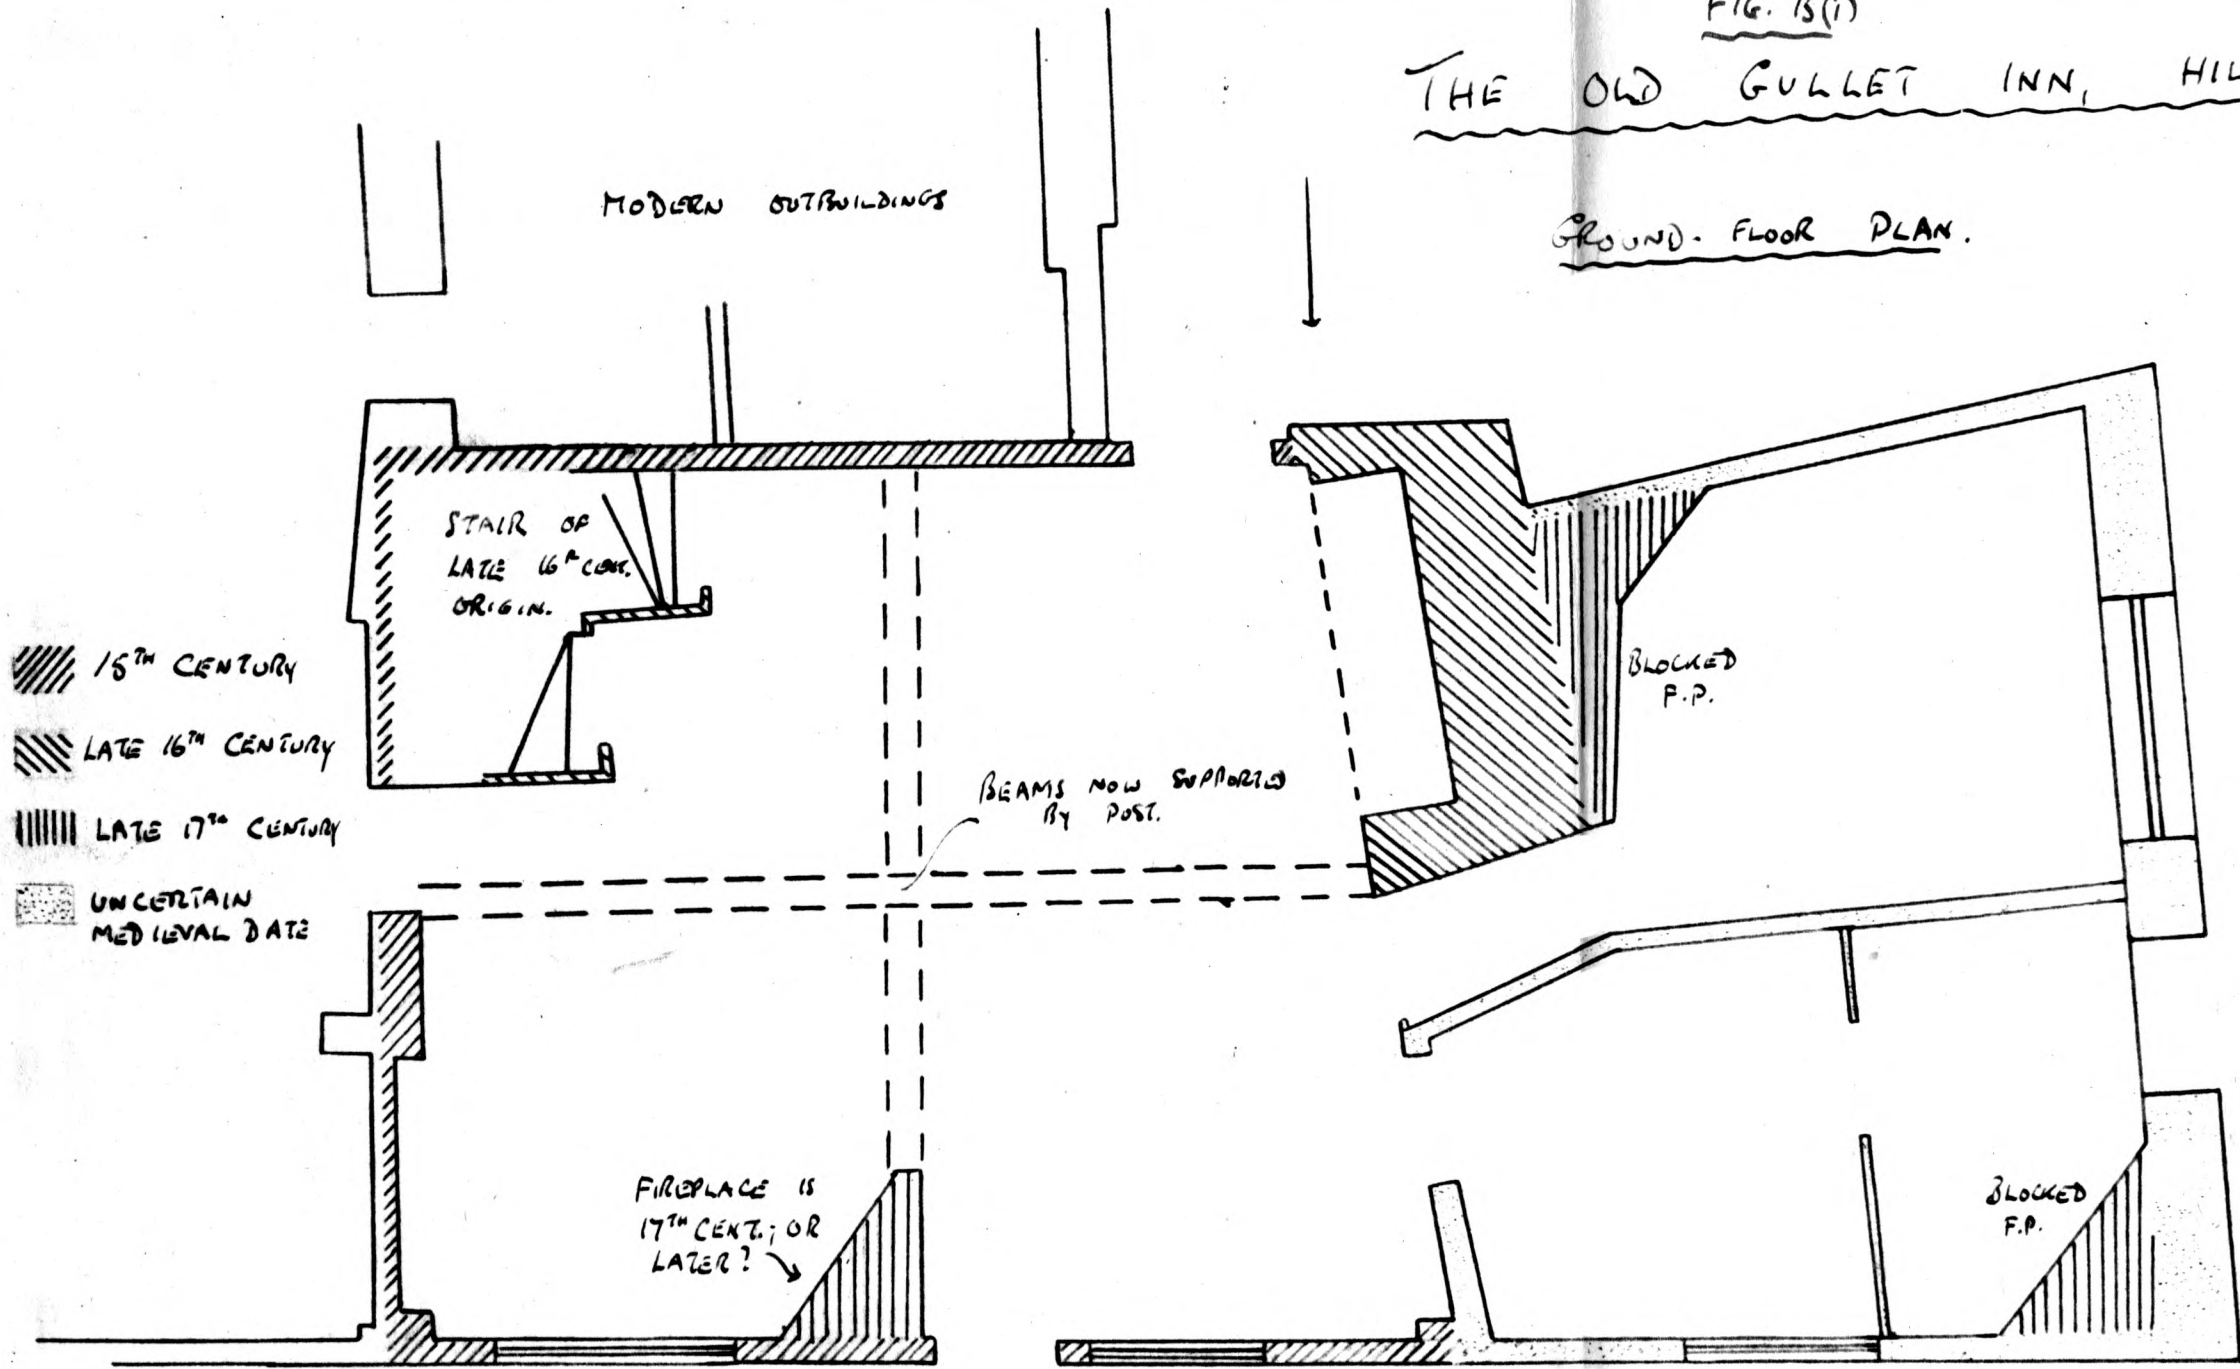 FIG. 13(i)
THE OLD GULLET INN, HIL
GROUND-FLOOR PLAN.
MODERN OUTBUILDINGS
STAIR OF
LATE 16th CENT.
ORIGIN.
15TH CENTURY
LATE 16TH CENTURY
LATE 17TH CENTURY
UNCERTAIN
MEDIEVAL DATE
BLOCKED
F.P.
BEAMS NOW SUPPORTED
BY POST.
FIREPLACE IS
17TH CENT.; OR
LATER?
BLOCKED
F.P.